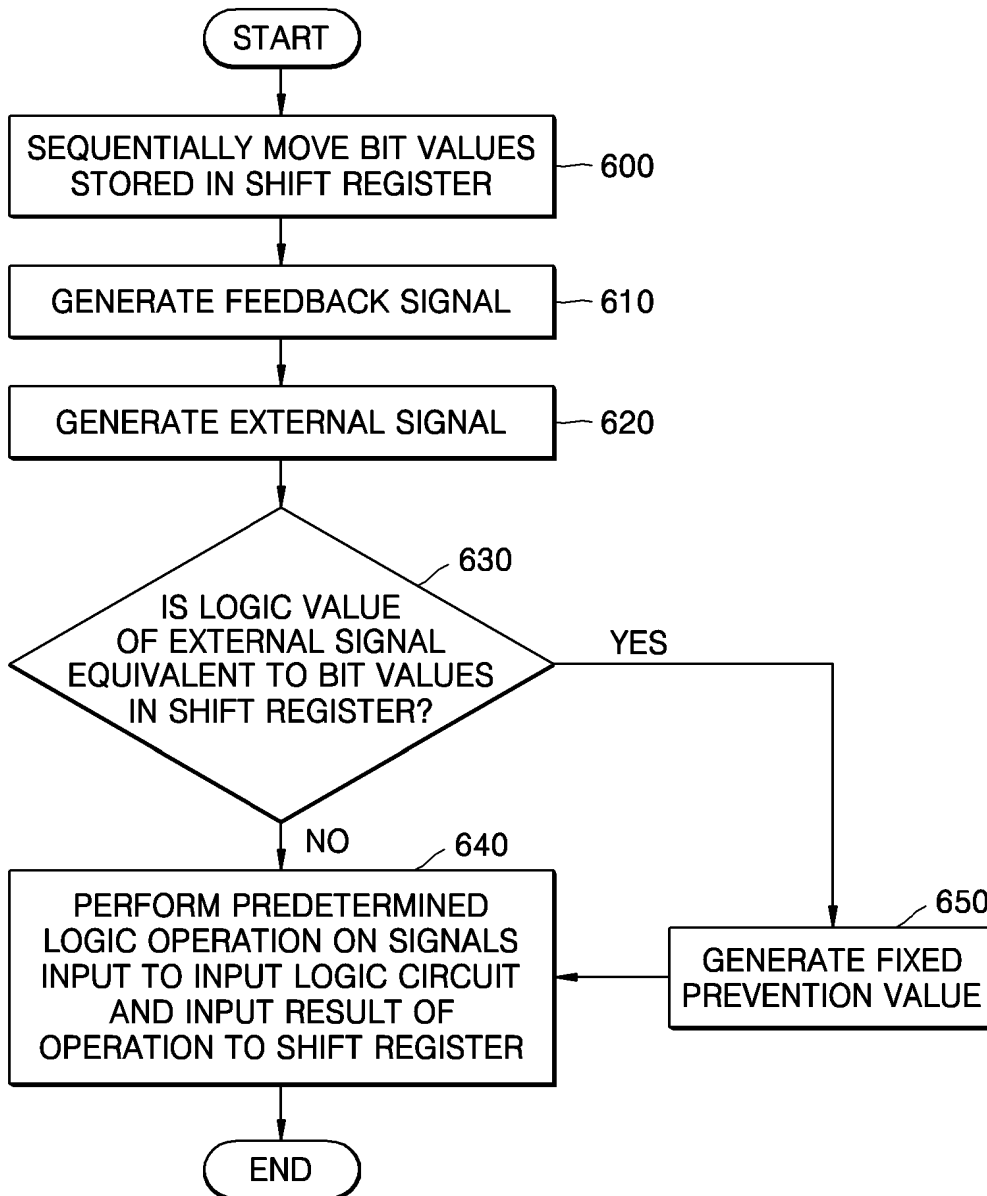 START
SEQUENTIALLY MOVE BIT VALUES
STORED IN SHIFT REGISTER
600
GENERATE FEEDBACK SIGNAL
610
GENERATE EXTERNAL SIGNAL
620
630
IS LOGIC VALUE
OF EXTERNAL SIGNAL
EQUIVALENT TO BIT VALUES
IN SHIFT REGISTER?
YES
NO
640
PERFORM PREDETERMINED
LOGIC OPERATION ON SIGNALS
INPUT TO INPUT LOGIC CIRCUIT
AND INPUT RESULT OF
OPERATION TO SHIFT REGISTER
650
GENERATE FIXED
PREVENTION VALUE
END